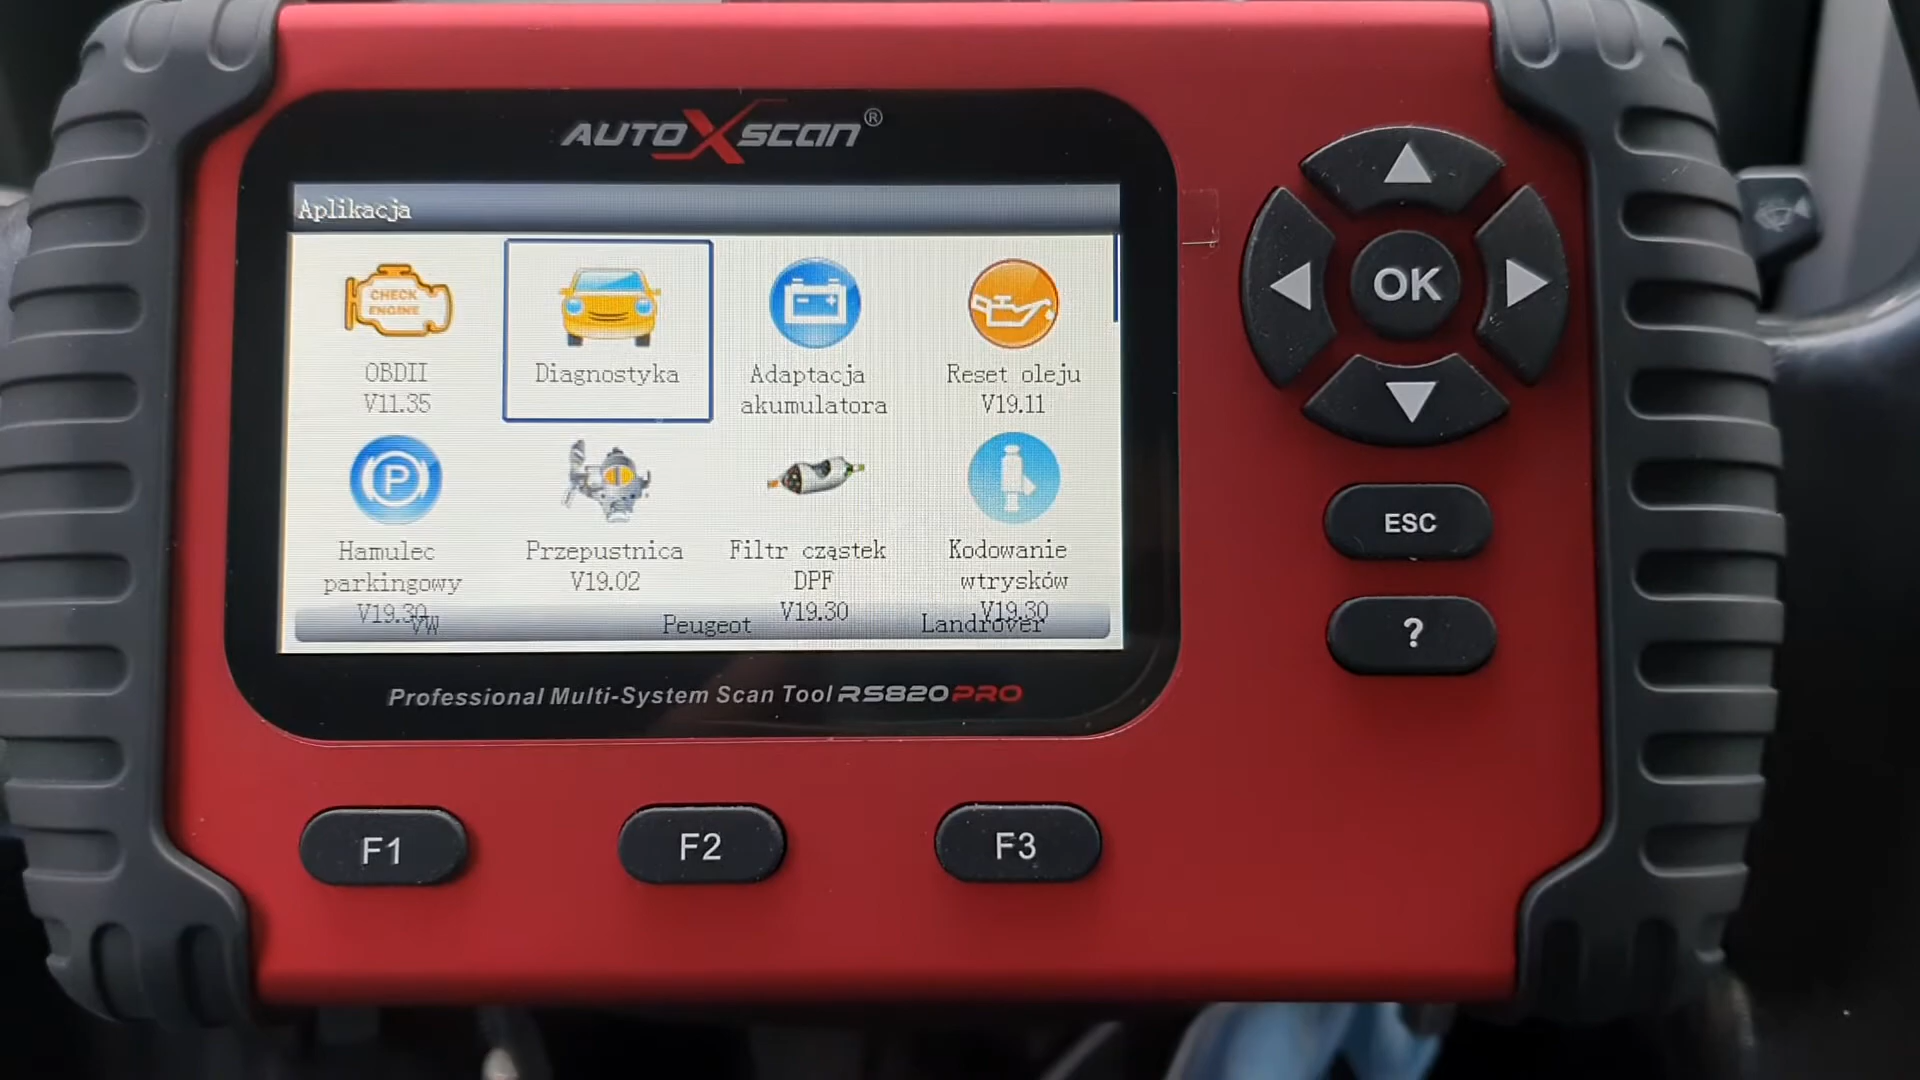 AUTOXSCAN®
Aplikacja
CHECK
ENGINE
OBDII
V11.35
Diagnostyka
Adaptacja
akumulatora
Reset oleju
V19.11
P
Hamulec
parkingowy
V19.30
Przepustnica
V19.02
Filtr cząstek
DPF
V19.30
Kodowanie
wtrysków
V19.30
VW
Peugeot
Landrover
Professional Multi-System Scan Tool RS820PRO
OK
ESC
?
F1
F2
F3